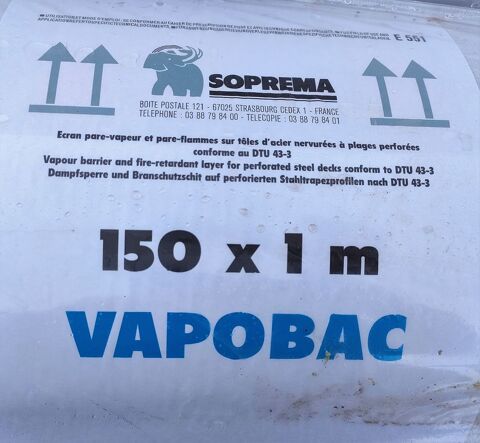 E 551
SOPREMA
BOITE POSTALE 121 - 67025 STRASBOURG CEDEX 1 - FRANCE
TELEPHONE : 03 88 79 84 00 - TELECOPIE : 03 88 79 84 01
Ecran pare-vapeur et pare-flammes sur tôles d'acier nervurées à plages perforées
conforme au DTU 43-3
Vapour barrier and fire-retardant layer for perforated steel decks conform to DTU 43-3
Dampfsperre und Branschutschit auf perforierten Stahltrapezprofilen nach DTU 43-3
150 x 1 m
VAPOBAC